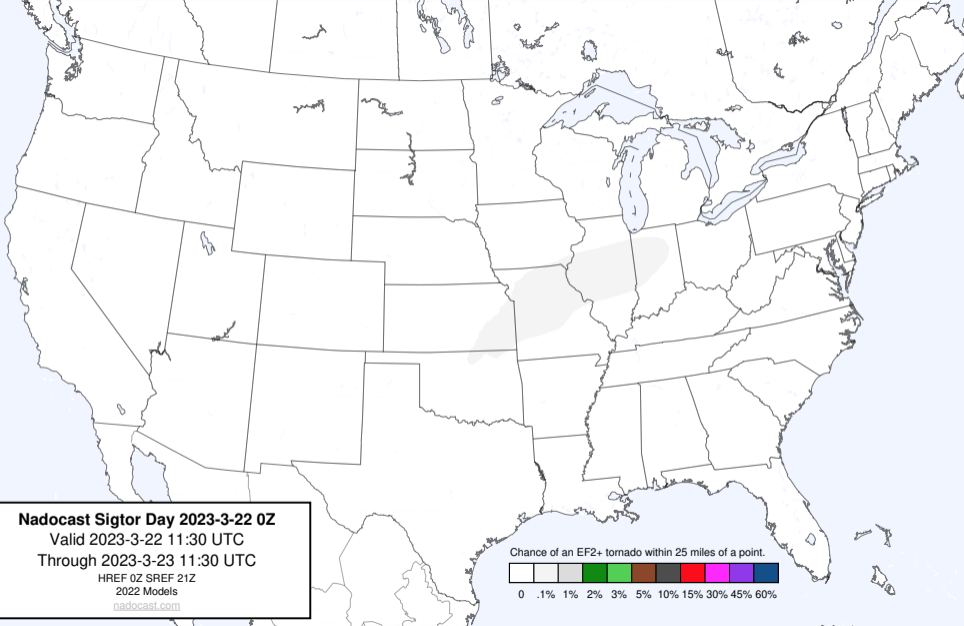 Nadocast Sigtor Day 2023-3-22 0Z
Valid 2023-3-22 11:30 UTC
Through 2023-3-23 11:30 UTC
HREF 0Z SREF 21Z
2022 Models
nadocast.com
Chance of an EF2+ tornado within 25 miles of a point.
0 .1% 1% 2% 3% 5% 10% 15% 30% 45% 60%